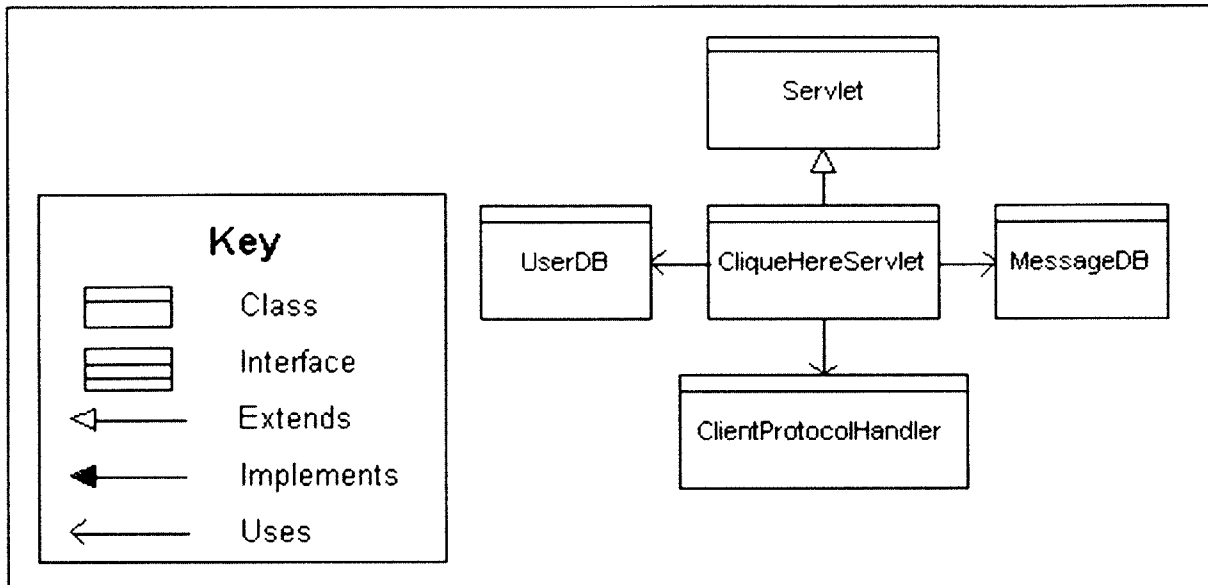 Servlet
UserDB
CliqueHereServlet
MessageDB
ClientProtocolHandler
Key
Class
Interface
Extends
Implements
Uses